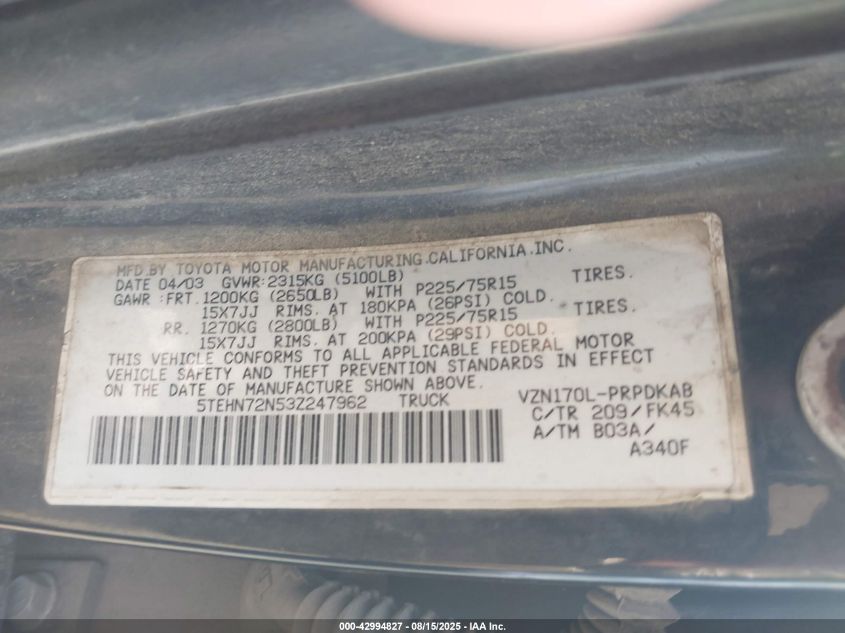 MFD.BY TOYOTA MOTOR MANUFACTURING.CALIFORNIA.INC.
DATE 04/03 GVWR:2315KG (5100LB)
GAWR :FRT. 1200KG (2650LB) WITH P225/75R15 TIRES.
15X7JJ RIMS. AT 180KPA (26PSI) COLD.
RR. 1270KG (2800LB) WITH P225/75R15 TIRES.
15X7JJ RIMS. AT 200KPA (29PSI) COLD.
THIS VEHICLE CONFORMS TO ALL APPLICABLE FEDERAL MOTOR
VEHICLE SAFETY AND THEFT PREVENTION STANDARDS IN EFFECT
ON THE DATE OF MANUFACTURE SHOWN ABOVE.
5TEHN72N53Z247962 TRUCK
VZN170L-PRPDKAB
C/TR 209/FK45
A/TM B03A/
A340F
000-42994827 - 08/15/2025 - IAA Inc.